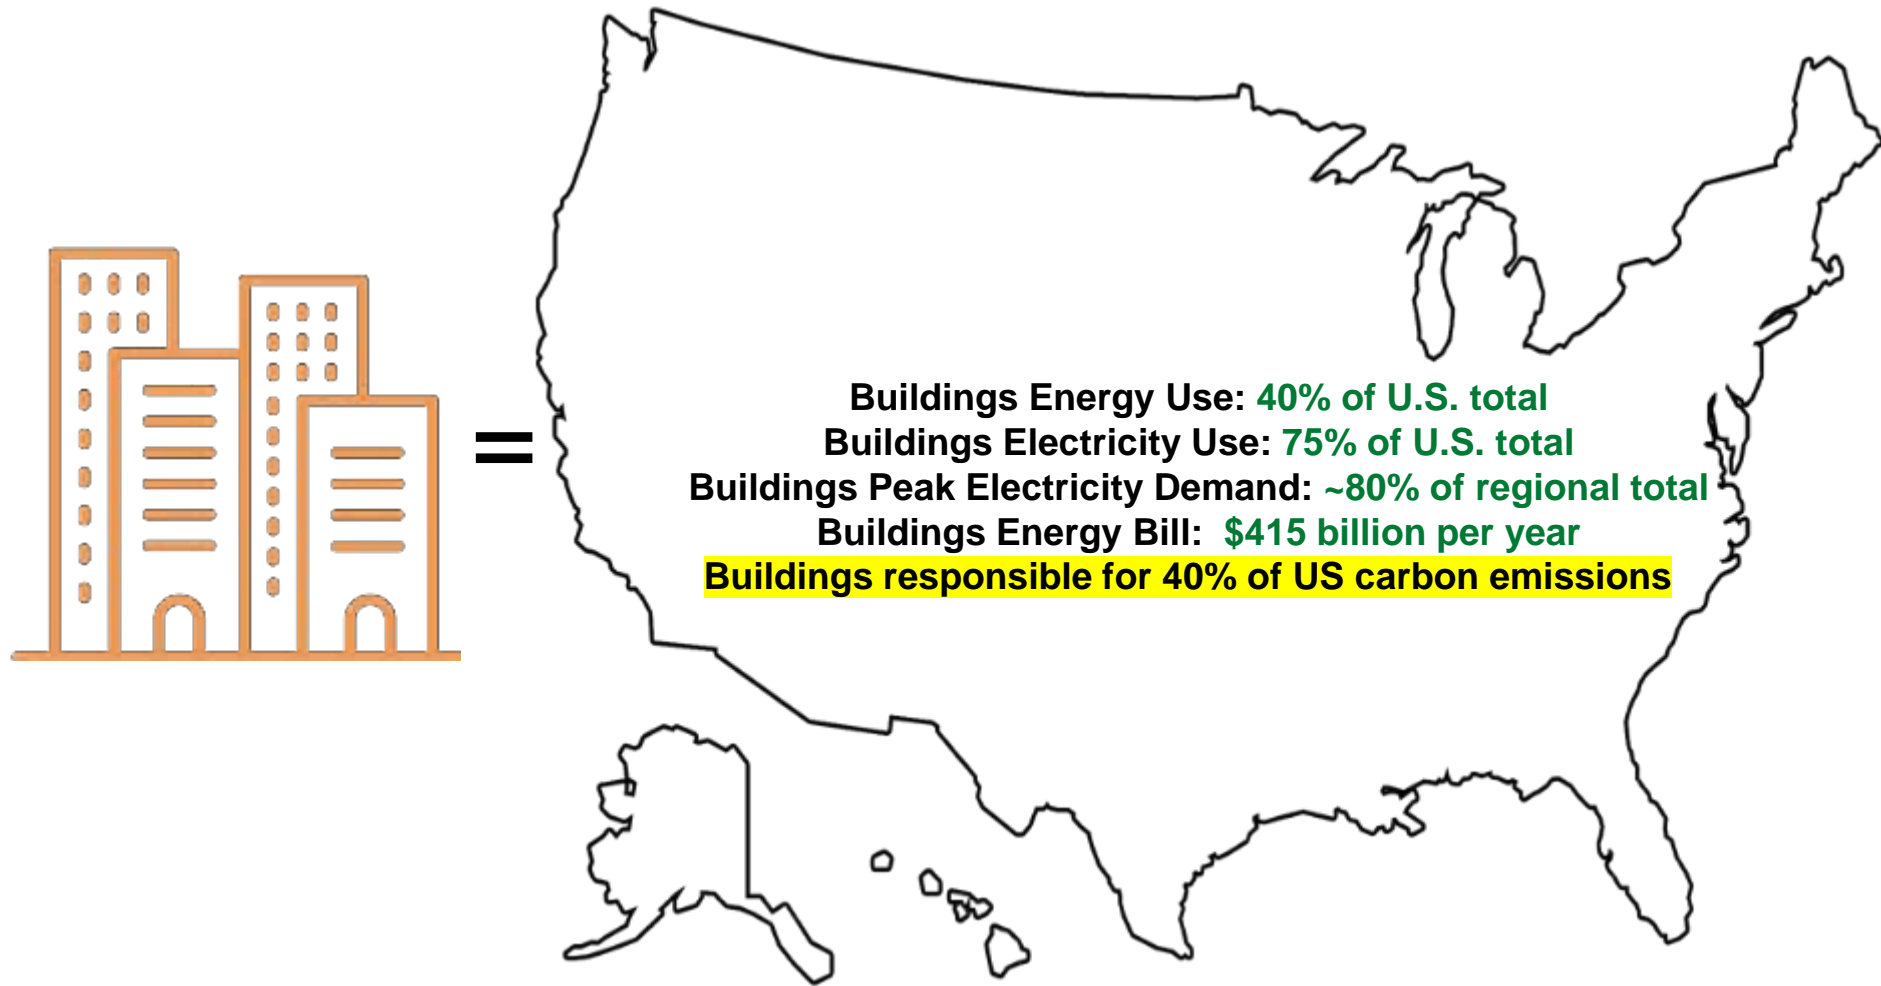 =
Buildings Energy Use: 40% of U.S. total
Buildings Electricity Use: 75% of U.S. total
Buildings Peak Electricity Demand: ~80% of regional total
Buildings Energy Bill:  $415 billion per year
Buildings responsible for 40% of US carbon emissions